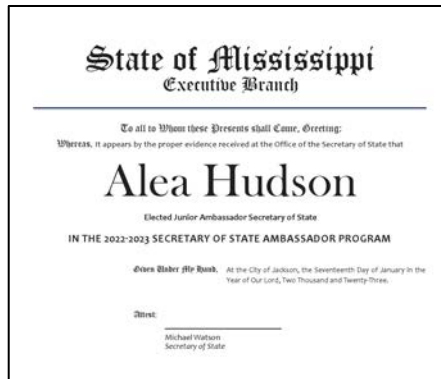 State of Mississippi
Executive Branch
To all to Whom these Presents shall Come, Greeting:
Whereas, it appears by the proper evidence received at the Office of the Secretary of State that
Alea Hudson
Elected Junior Ambassador Secretary of State
IN THE 2022-2023 SECRETARY OF STATE AMBASSADOR PROGRAM
Given Under My Hand, At the City of Jackson, the Seventeenth Day of January in the
Year of Our Lord, Two Thousand and Twenty-Three.
Attest:
Michael Watson
Secretary of State